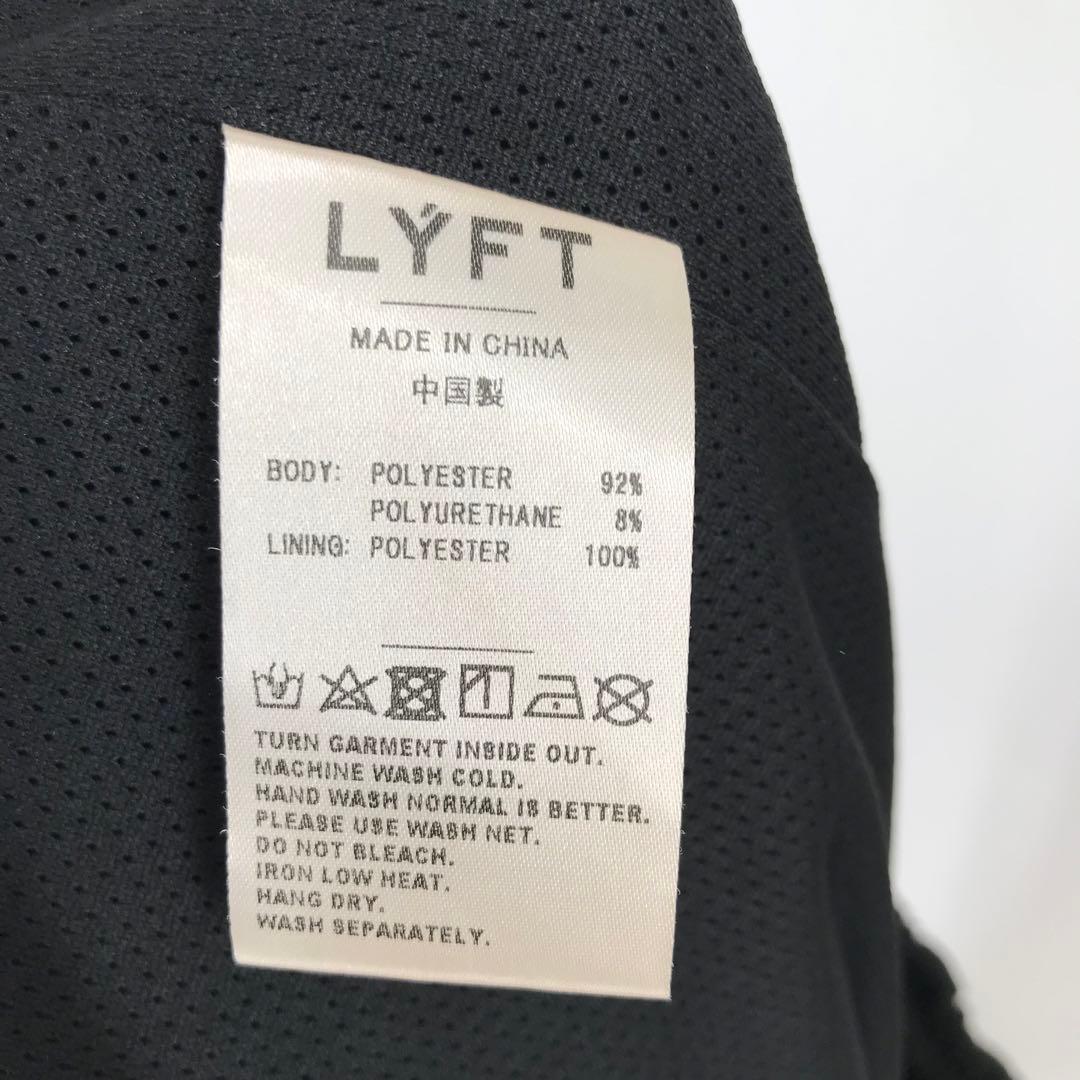 LÝFT
MADE IN CHINA
中国製
BODY: POLYESTER 92%
POLYURETHANE 8%
LINING: POLYESTER 100%
TURN GARMENT INSIDE OUT.
MACHINE WASH COLD.
HAND WASH NORMAL IS BETTER.
PLEASE USE WASH NET.
DO NOT BLEACH.
IRON LOW HEAT.
HANG DRY.
WASH SEPARATELY.